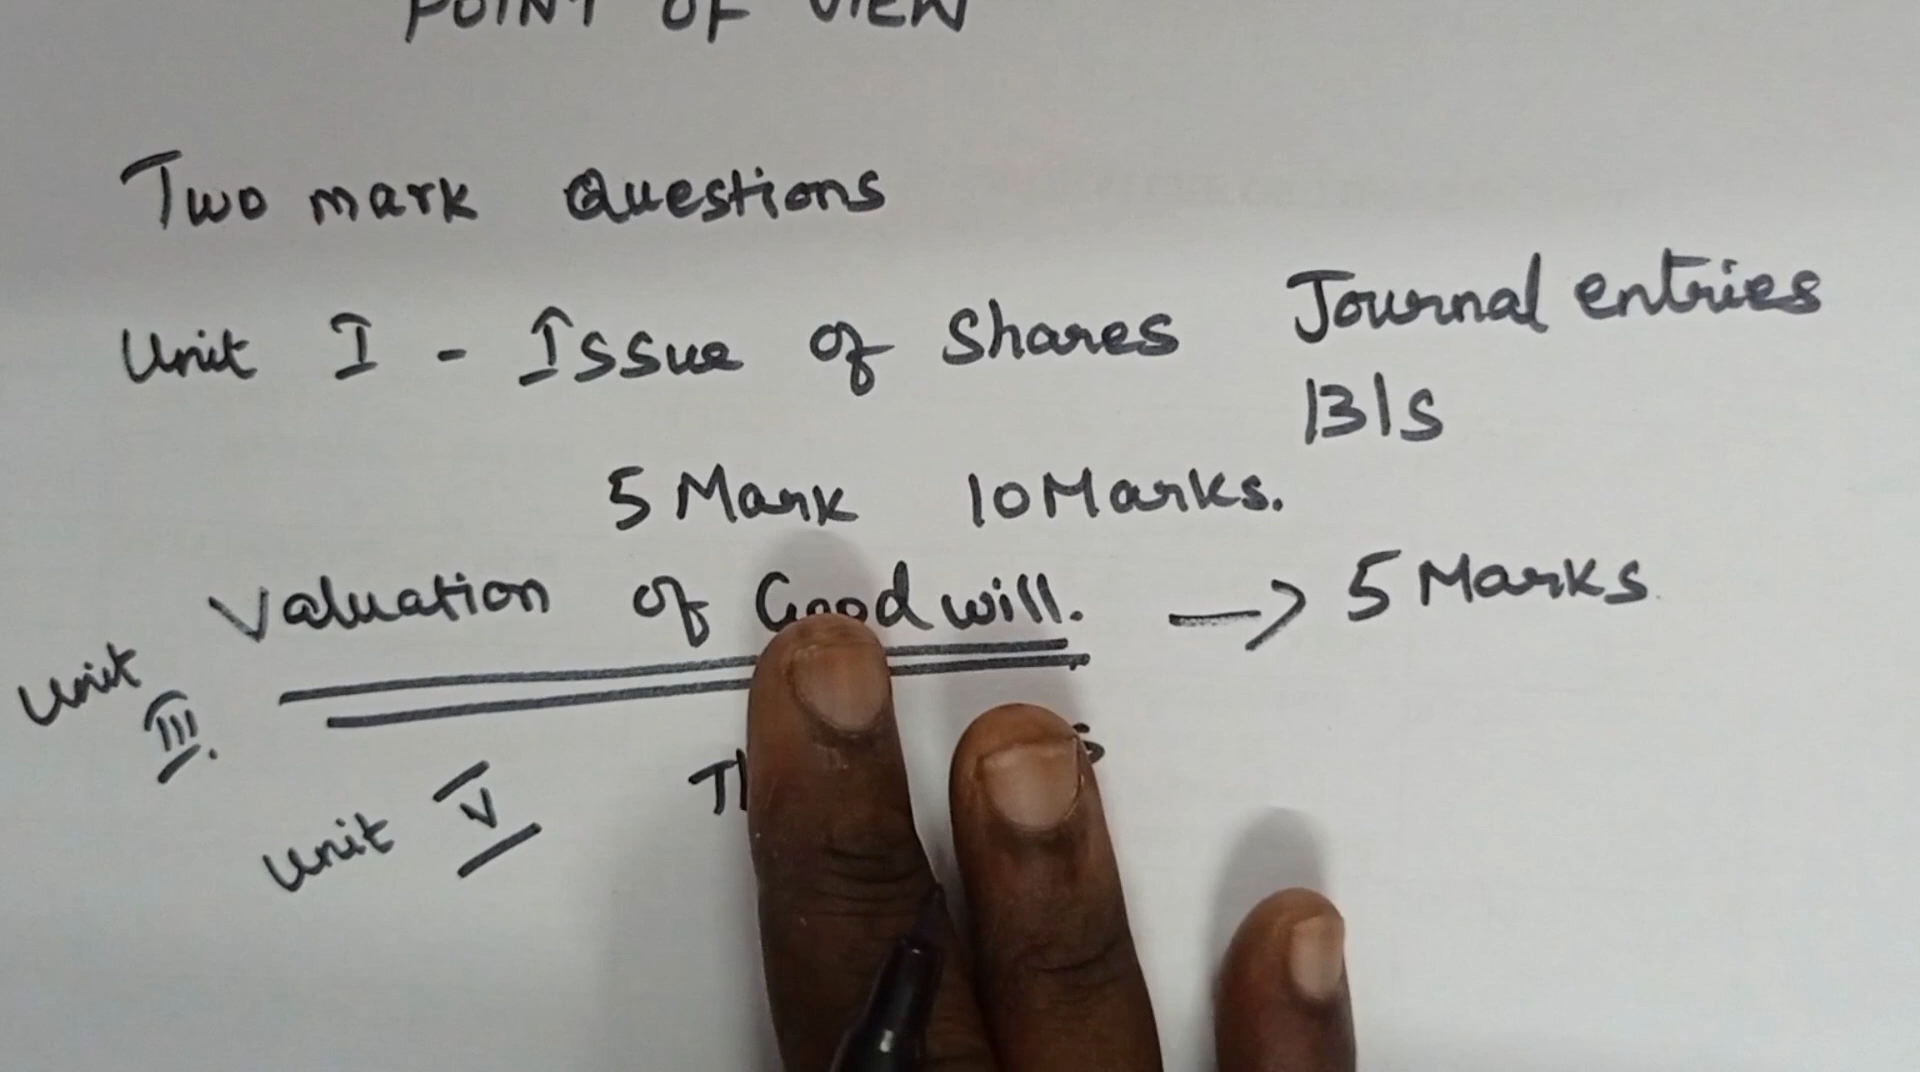 POINT OF VIEW
Two mark Questions
Unit I - Issue of Shares Journal entries
B/S
5 Mark 10 Marks.
Valuation of Goodwill. → 5 Marks
Unit III.
Unit V